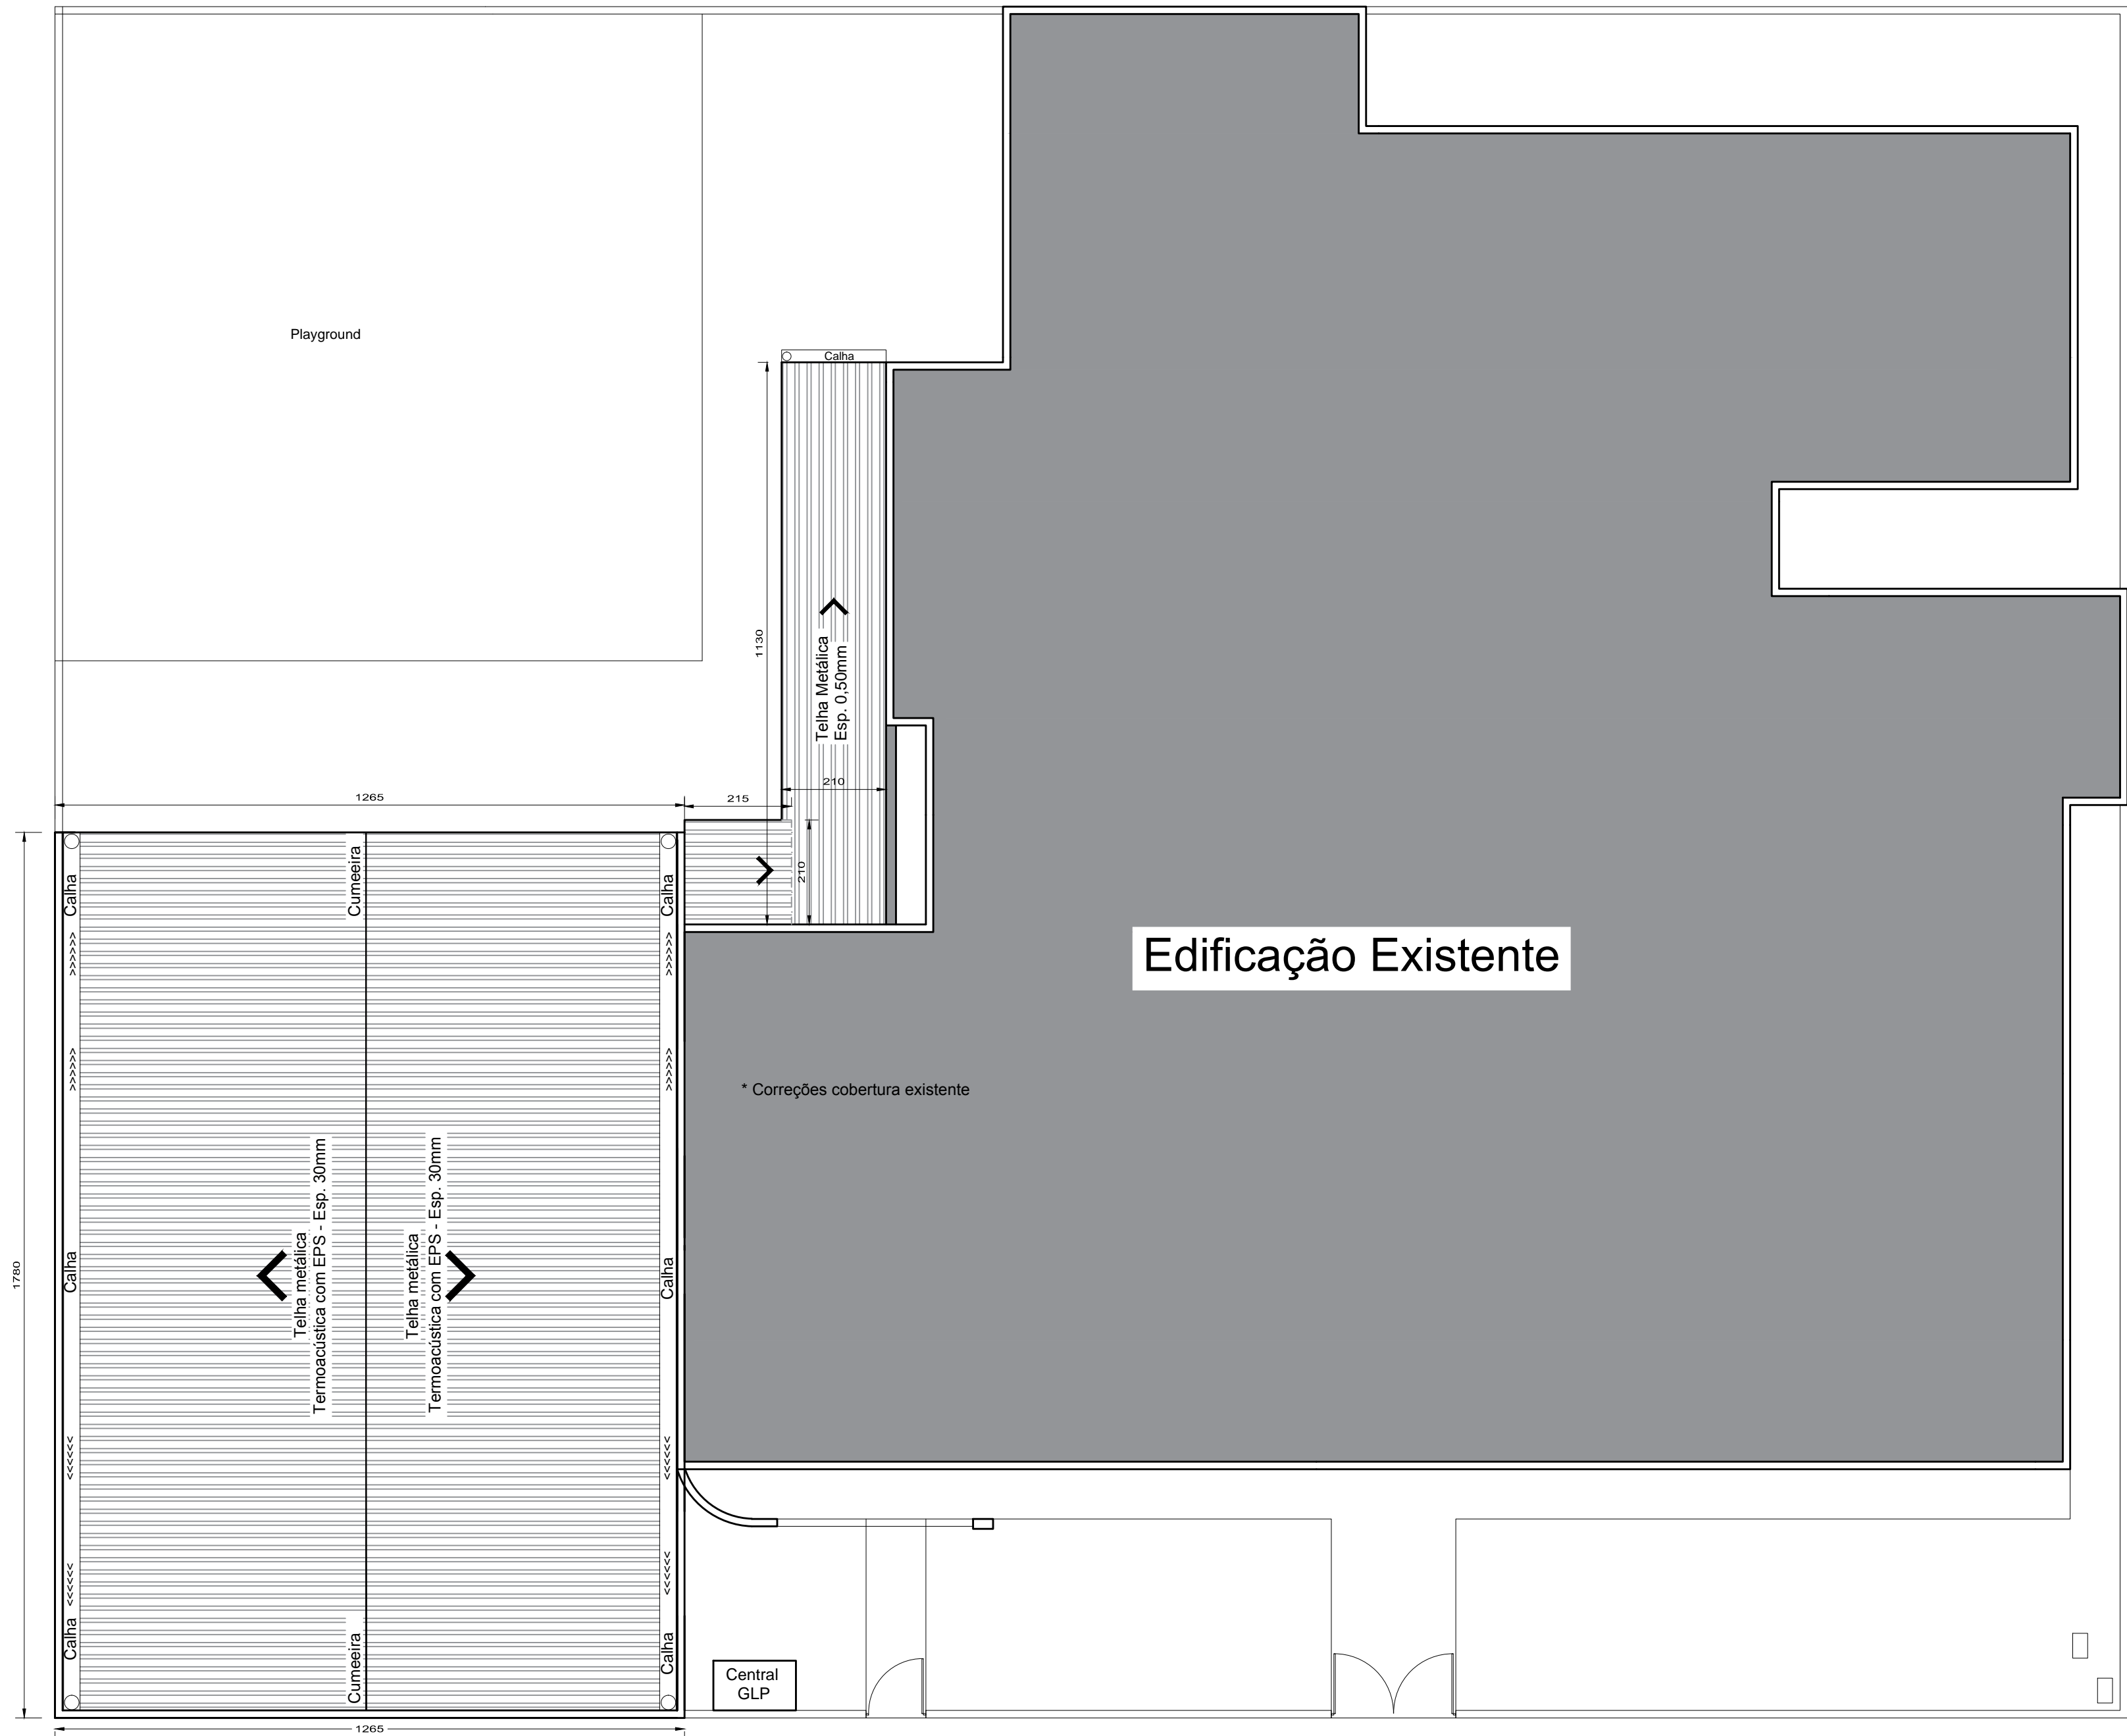 Playground
Calha
1130
Telha Metálica
Esp. 0,50mm
210
1265
215
210
Calha
Cumeeira
Calha
>>>>>>
>>>>>>
Edificação Existente
>>>>>>
>>>>>>
* Correções cobertura existente
1780
Calha
Telha metálica
Termoacústica com EPS - Esp. 30mm
Telha metálica
Termoacústica com EPS - Esp. 30mm
Calha
<<<<<<
<<<<<<
<<<<<<
<<<<<<
Calha
Cumeeira
Calha
Central
GLP
1265